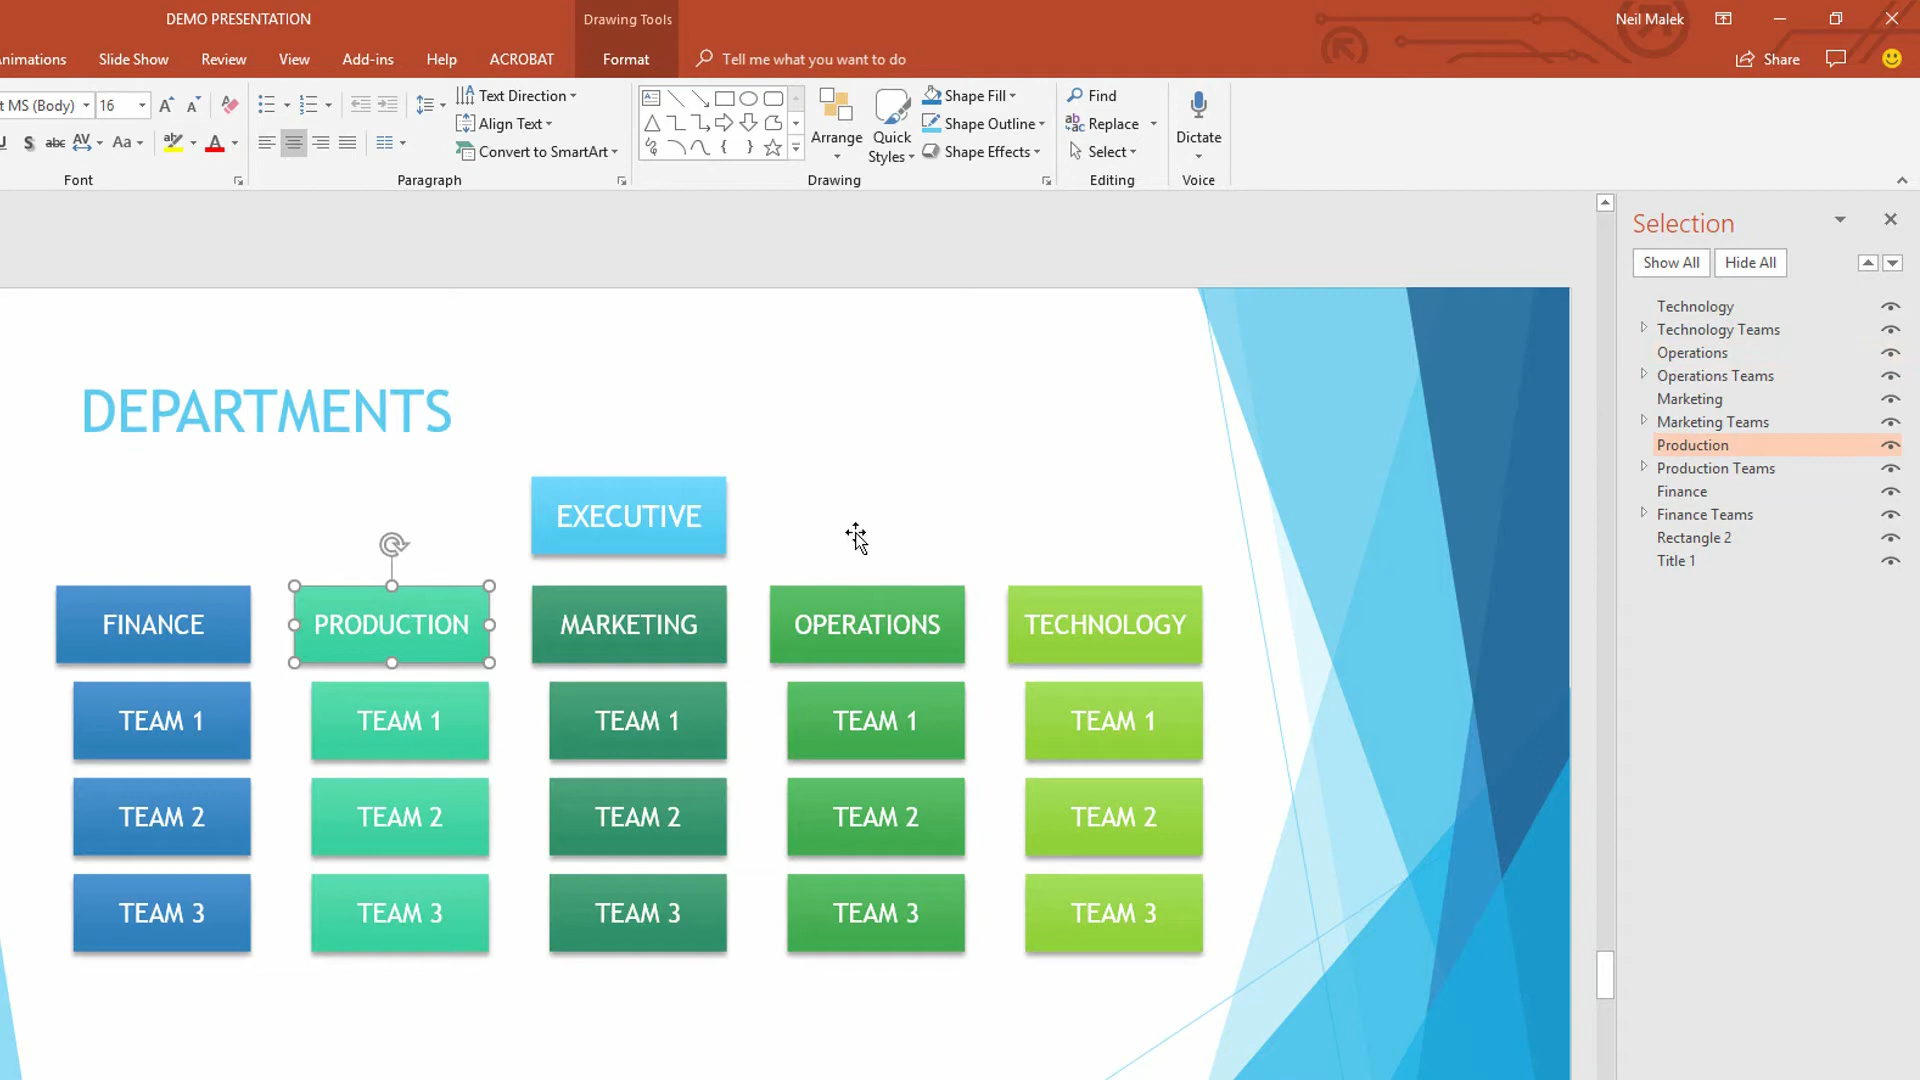 DEMO PRESENTATION
Drawing Tools
Neil Malek
Slide Show
Review
View
Add-ins
Help
ACROBAT
Format
Tell me what you want to do
Share
MS (Body)
16
Aa
abc
AV
A
Text Direction
Align Text
Convert to SmartArt
Arrange
Quick
Styles
Shape Fill
Shape Outline
Shape Effects
Find
Replace
Select
Dictate
Font
Paragraph
Drawing
Editing
Voice
Selection
Show All
Hide All
Technology
Technology Teams
Operations
Operations Teams
Marketing
Marketing Teams
Production
Production Teams
Finance
Finance Teams
Rectangle 2
Title 1
DEPARTMENTS
EXECUTIVE
FINANCE
PRODUCTION
MARKETING
OPERATIONS
TECHNOLOGY
TEAM 1
TEAM 1
TEAM 1
TEAM 1
TEAM 1
TEAM 2
TEAM 2
TEAM 2
TEAM 2
TEAM 2
TEAM 3
TEAM 3
TEAM 3
TEAM 3
TEAM 3